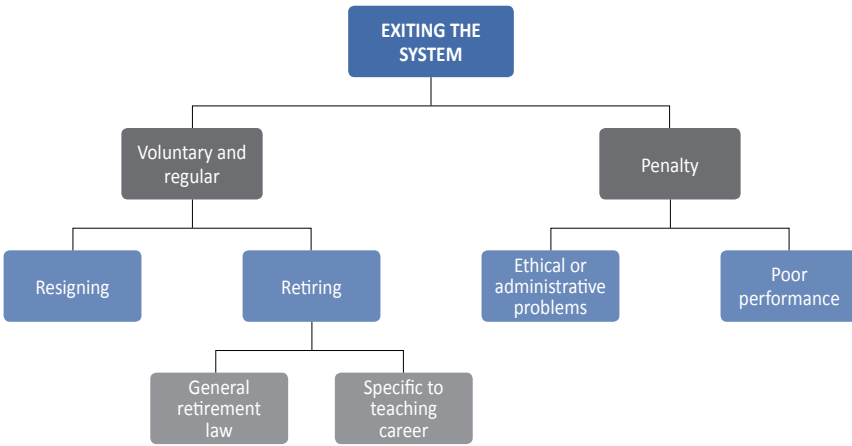 EXITING THE
SYSTEM
Voluntary and
regular
Penalty
Resigning
Retiring
Ethical or
administrative
problems
Poor
performance
General
retirement
law
Specific to
teaching
career